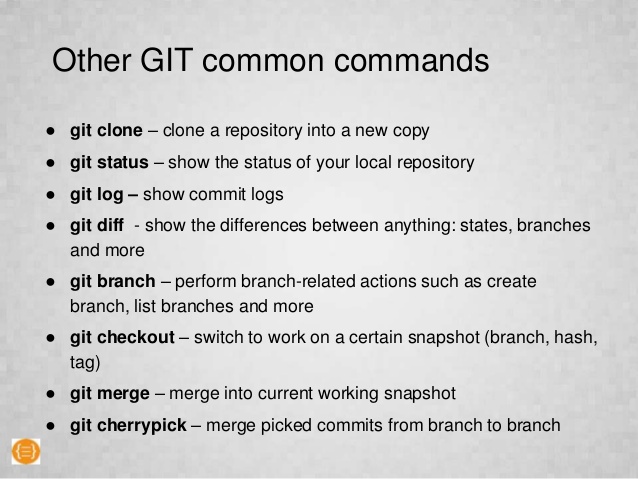 Other GIT common commands
● git clone – clone a repository into a new copy
● git status – show the status of your local repository
● git log – show commit logs
● git diff - show the differences between anything: states, branches
and more
● git branch – perform branch-related actions such as create
branch, list branches and more
● git checkout – switch to work on a certain snapshot (branch, hash,
tag)
● git merge – merge into current working snapshot
● git cherrypick – merge picked commits from branch to branch